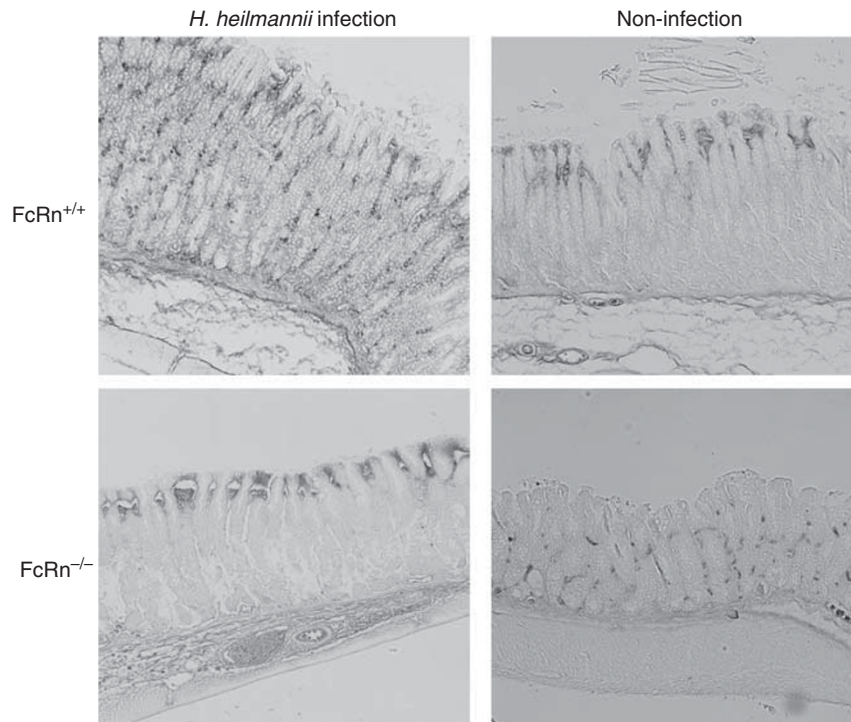 H. heilmannii infection
Non-infection
FcRn+/+
FcRn–/–